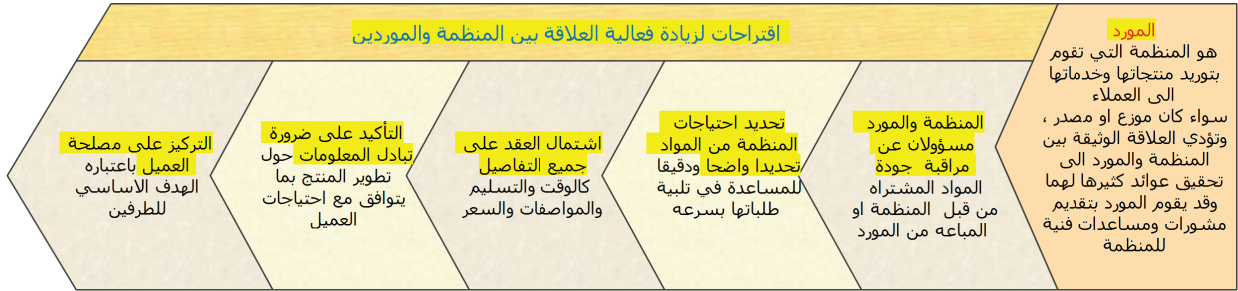 اقتراحات لزيادة فعالية العلاقة بين المنظمة والموردين
المورد
هو المنظمة التي تقوم
بتوريد منتجاتها وخدماتها
الى العملاء
سواء كان موزع او مصدر ،
وتؤدي العلاقة الوثيقة بين
المنظمة والمورد الى
تحقيق عوائد كثيرها لهما
وقد يقوم المورد بتقديم
مشورات ومساعدات فنية
للمنظمة
المنظمة والمورد
مسؤولان عن
مراقبة جودة
المواد المشتراه
من قبل المنظمة او
المباعه من المورد
تحديد احتياجات
المنظمة من المواد
تحديدا واضحا ودقيقا
للمساعدة في تلبية
طلباتها بسرعه
اشتمال العقد على
جميع التفاصيل
كالوقت والتسليم
والمواصفات والسعر
التأكيد على ضرورة
تبادل المعلومات حول
تطوير المنتج بما
يتوافق مع احتياجات
العميل
التركيز على مصلحة
العميل باعتباره
الهدف الاساسي
للطرفين